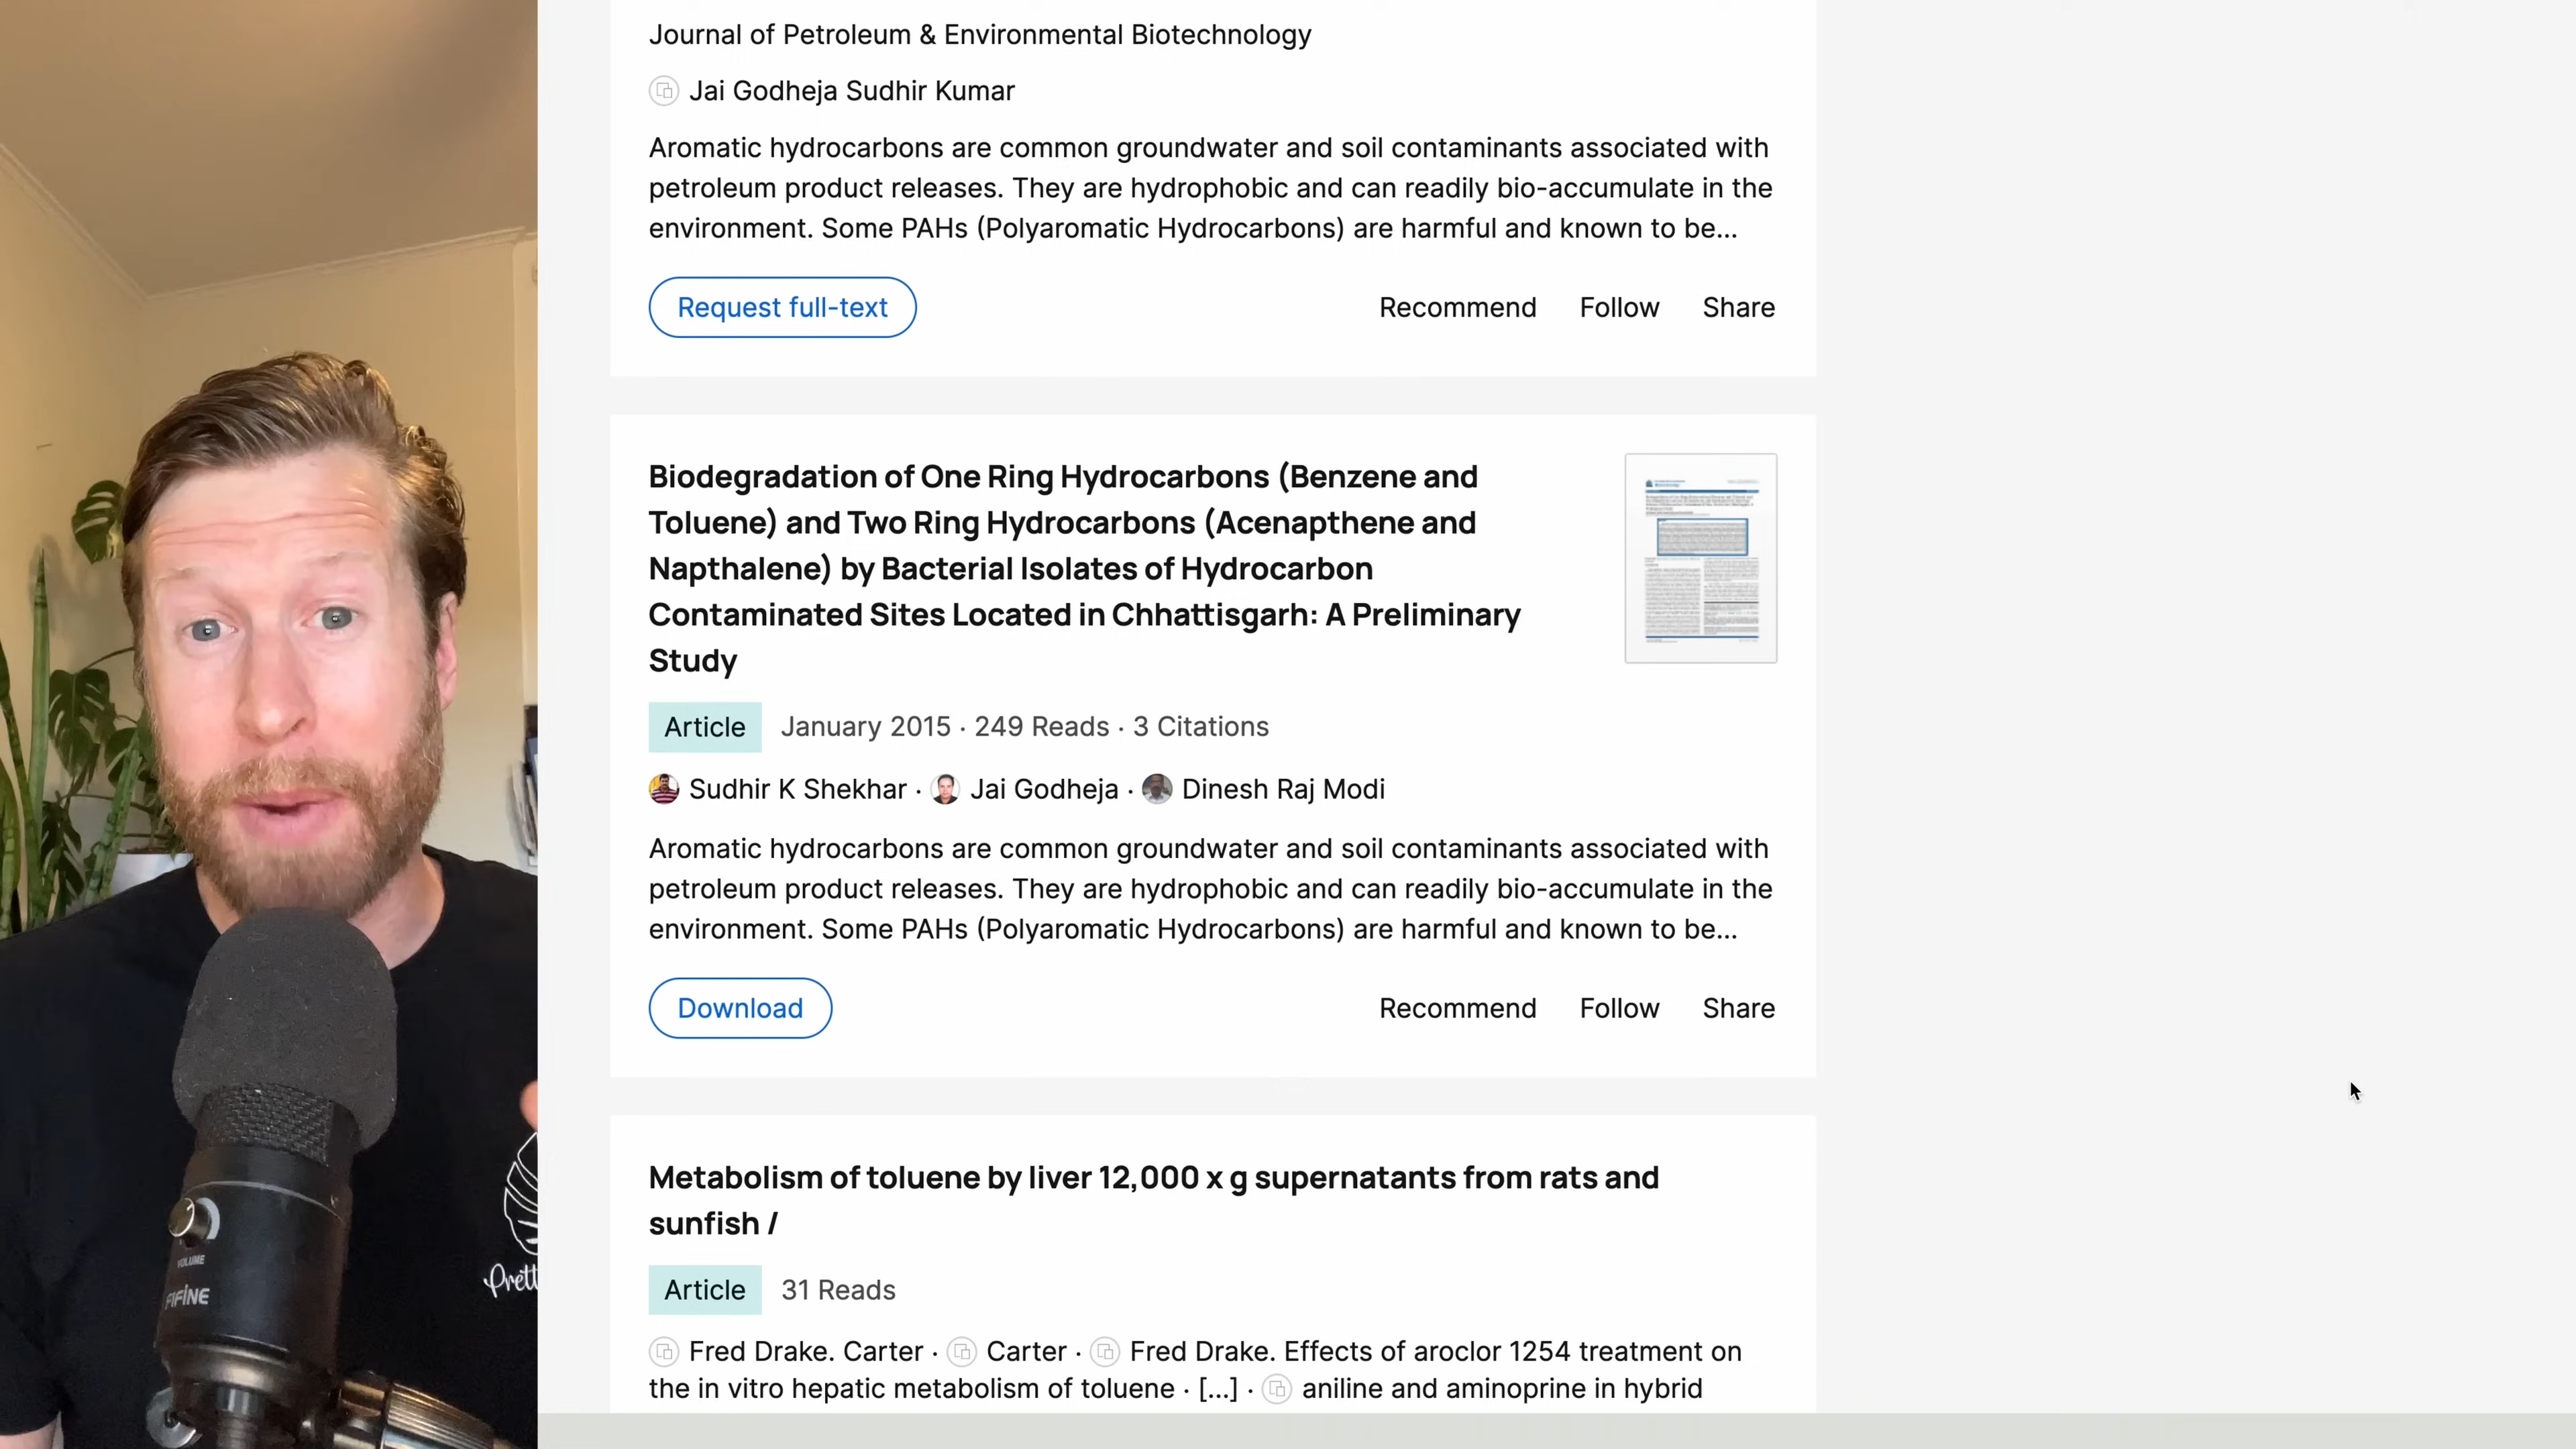 Journal of Petroleum & Environmental Biotechnology
Jai Godheja Sudhir Kumar
Aromatic hydrocarbons are common groundwater and soil contaminants associated with
petroleum product releases. They are hydrophobic and can readily bio-accumulate in the
environment. Some PAHs (Polyaromatic Hydrocarbons) are harmful and known to be...
Request full-text
Recommend Follow Share
Biodegradation of One Ring Hydrocarbons (Benzene and
Toluene) and Two Ring Hydrocarbons (Acenapthene and
Napthalene) by Bacterial Isolates of Hydrocarbon
Contaminated Sites Located in Chhattisgarh: A Preliminary
Study
Article January 2015 · 249 Reads · 3 Citations
Sudhir K Shekhar · Jai Godheja · Dinesh Raj Modi
Aromatic hydrocarbons are common groundwater and soil contaminants associated with
petroleum product releases. They are hydrophobic and can readily bio-accumulate in the
environment. Some PAHs (Polyaromatic Hydrocarbons) are harmful and known to be...
Download
Recommend Follow Share
Metabolism of toluene by liver 12,000 x g supernatants from rats and
sunfish /
Article 31 Reads
Fred Drake. Carter · Carter · Fred Drake. Effects of aroclor 1254 treatment on
the in vitro hepatic metabolism of toluene · [...] · aniline and aminoprine in hybrid
VOLUME
FIFINE
Prett